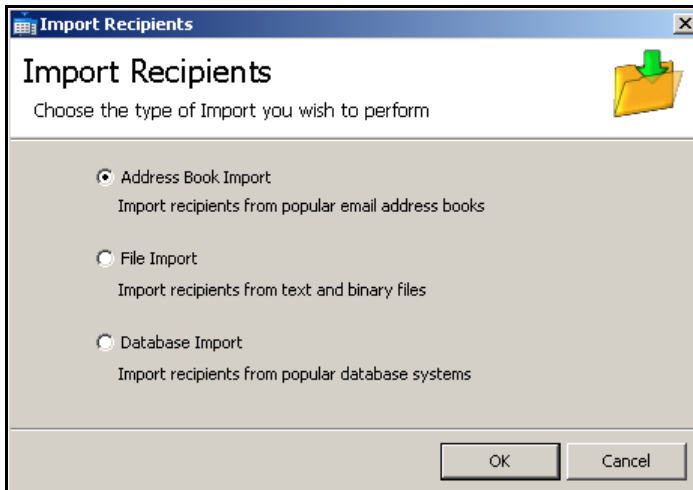 Import Recipients
Import Recipients
Choose the type of Import you wish to perform
Address Book Import
Import recipients from popular email address books
File Import
Import recipients from text and binary files
Database Import
Import recipients from popular database systems
OK
Cancel